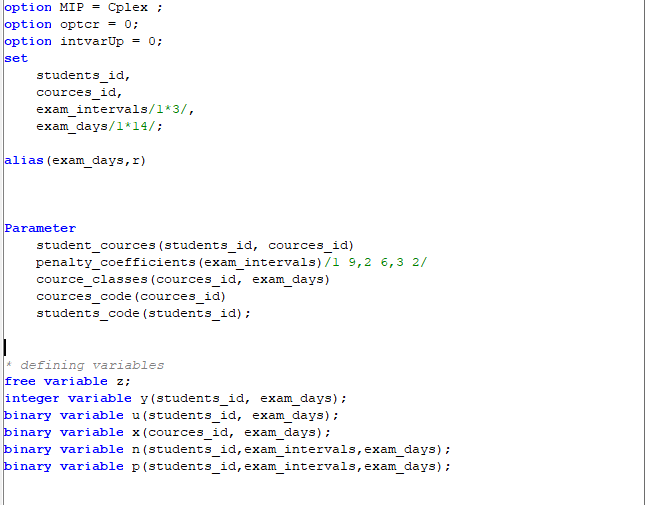 option MIP = Cplex ;
option optcr = 0;
option intvarUp = 0;
set
students_id,
cources_id,
exam_intervals/1*3/,
exam_days/1*14/;
alias(exam_days,r)
Parameter
student_cources(students_id, cources_id)
penalty_coefficients(exam_intervals)/1 9,2 6,3 2/
cource_classes(cources_id, exam_days)
cources_code(cources_id)
students_code(students_id);
* defining variables
free variable z;
integer variable y(students_id, exam_days);
binary variable u(students_id, exam_days);
binary variable x(cources_id, exam_days);
binary variable n(students_id,exam_intervals,exam_days);
binary variable p(students_id,exam_intervals,exam_days);